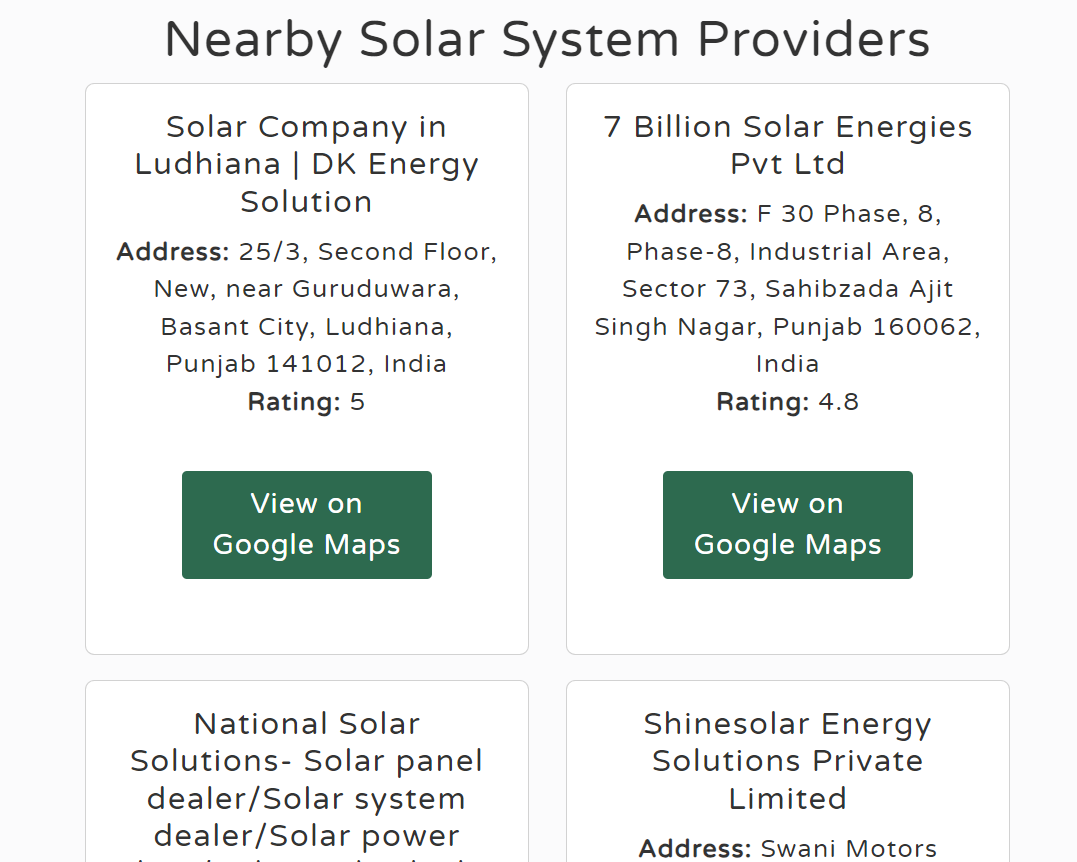 Nearby Solar System Providers
Solar Company in
Ludhiana | DK Energy
Solution
Address: 25/3, Second Floor,
New, near Guruduwara,
Basant City, Ludhiana,
Punjab 141012, India
Rating: 5
View on
Google Maps
7 Billion Solar Energies
Pvt Ltd
Address: F 30 Phase, 8,
Phase-8, Industrial Area,
Sector 73, Sahibzada Ajit
Singh Nagar, Punjab 160062,
India
Rating: 4.8
View on
Google Maps
National Solar
Solutions- Solar panel
dealer/Solar system
dealer/Solar power
Shinesolar Energy
Solutions Private
Limited
Address: Swani Motors